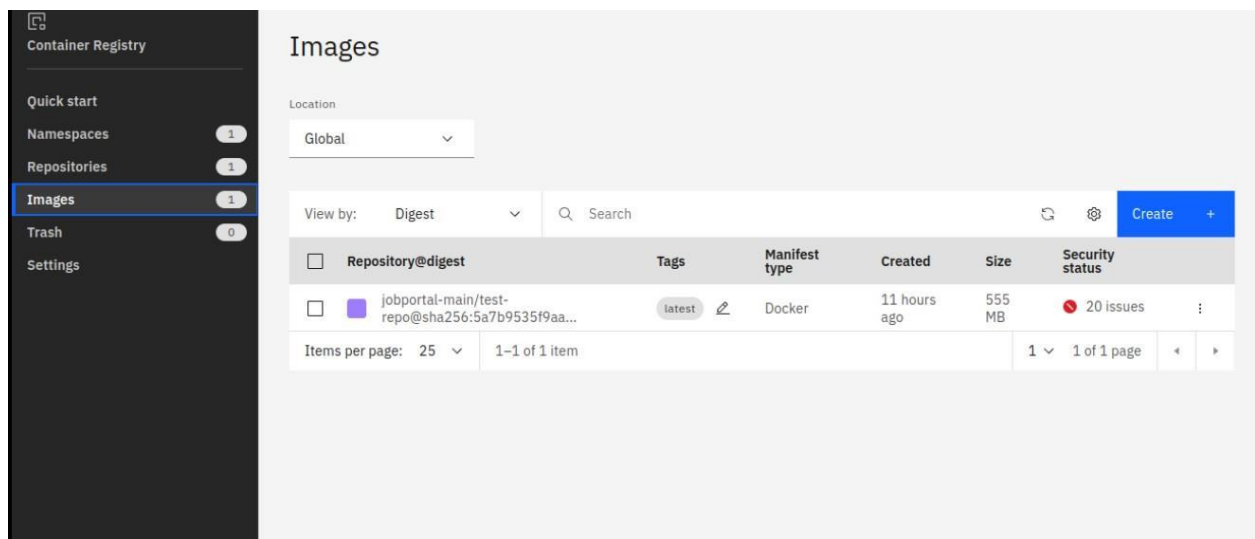 Container Registry
Quick start
Namespaces 1
Repositories 1
Images 1
Trash 0
Settings
Images
Location
Global
View by: Digest Search Create +
Repository@digest Tags Manifest type Created Size Security status
jobportal-main/test-
repo@sha256:5a7b9535f9aa... latest Docker 11 hours ago 555 MB 20 issues
Items per page: 25 1–1 of 1 item 1 1 of 1 page